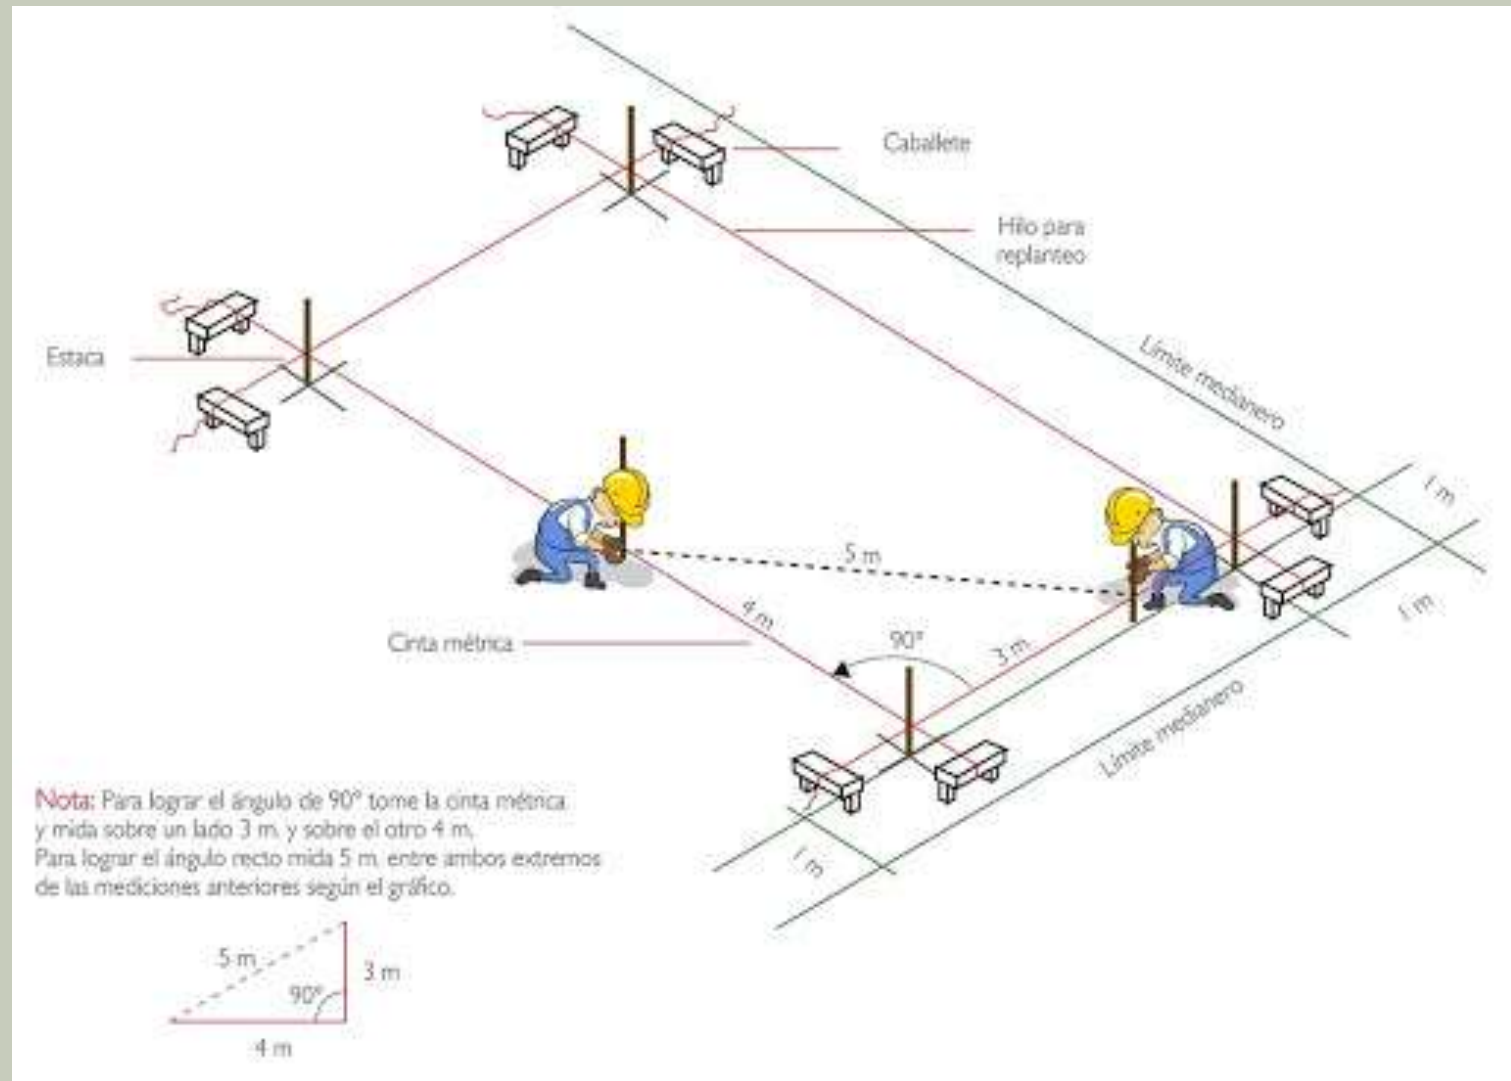 Caballete
Hilo para
replanteo
Límite medianero
Estaca
1 m
5 m
1 m
4 m
Cinta métrica
90°
3 m
Límite medianero
1 m
Nota: Para lograr el ángulo de 90° tome la cinta métrica
y mida sobre un lado 3 m. y sobre el otro 4 m.
Para lograr el ángulo recto mida 5 m. entre ambos extremos
de las mediciones anteriores según el gráfico.
5 m
3 m
90°
4 m